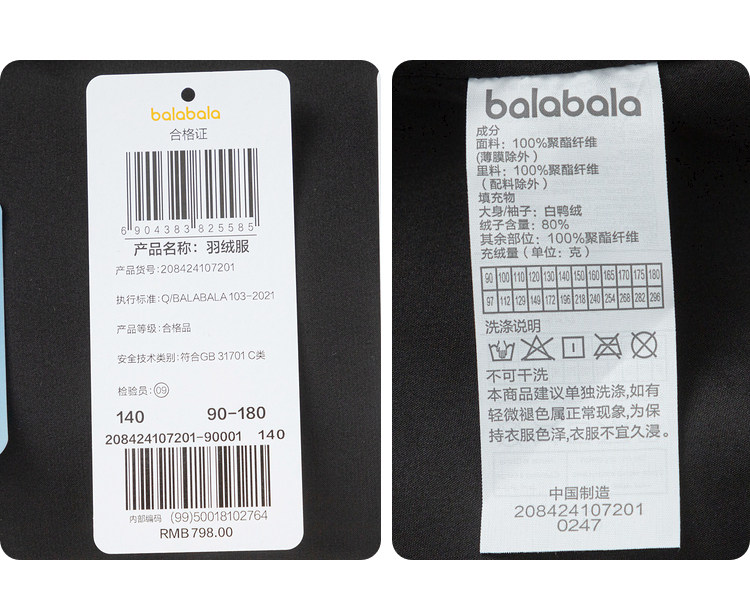 balabala
合格证
6 904383 825585
产品名称：羽绒服
产品货号：208424107201
执行标准：Q/BALABALA 103-2021
产品等级：合格品
安全技术类别：符合GB 31701 C类
检验员：09
140 90-180
208424107201-90001 140
内部编码 (99)50018102764
RMB 798.00
balabala
成分
面料：100%聚酯纤维
(薄膜除外)
里料：100%聚酯纤维
(配料除外)
填充物
大身/袖子：白鸭绒
绒子含量：80%
其余部位：100%聚酯纤维
充绒量（单位：克）
90 100 110 120 130 140 150 160 165 170 175 180
97 112 129 149 172 196 218 240 254 268 282 296
洗涤说明
不可干洗
本商品建议单独洗涤,如有
轻微褪色属正常现象,为保
持衣服色泽,衣服不宜久浸。
中国制造
208424107201
0247